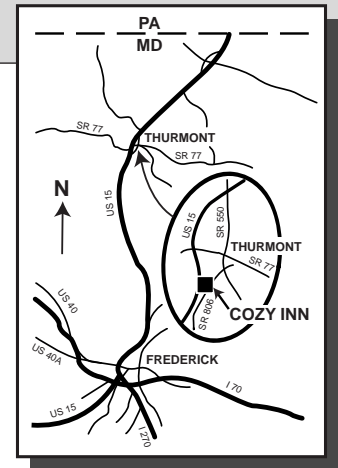 PA
MD
SR 77
THURMONT
SR 77
US 15
N
US 15
SR 550
THURMONT
SR 77
SR 806
COZY INN
US 40
US 40A
FREDERICK
I 70
US 15
I 270